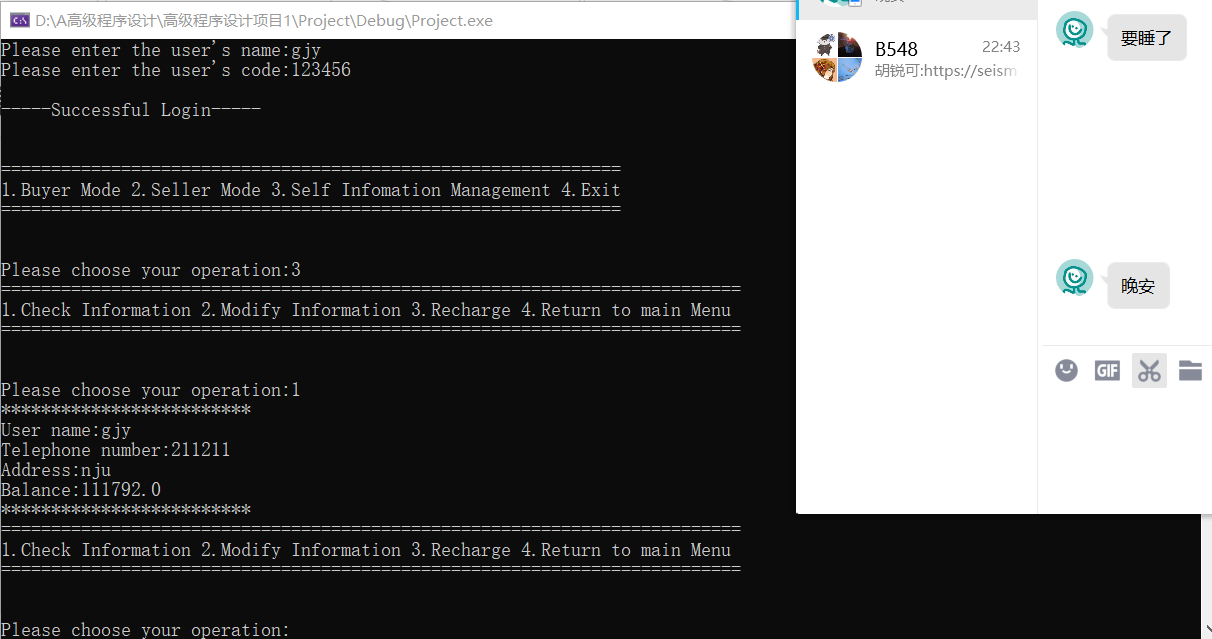 D:\A高级程序设计\高级程序设计项目1\Project\Debug\Project.exe
Please enter the user's name:gjy
Please enter the user's code:123456
-----Successful Login-----
==============================================================
1.Buyer Mode 2.Seller Mode 3.Self Infomation Management 4.Exit
==============================================================
Please choose your operation:3
==========================================================================
1.Check Information 2.Modify Information 3.Recharge 4.Return to main Menu
==========================================================================
Please choose your operation:1
*************************
User name:gjy
Telephone number:211211
Address:nju
Balance:111792.0
*************************
==========================================================================
1.Check Information 2.Modify Information 3.Recharge 4.Return to main Menu
==========================================================================
Please choose your operation:
B548
22:43
胡锐可:https://seism
要睡了
晚安
GIF